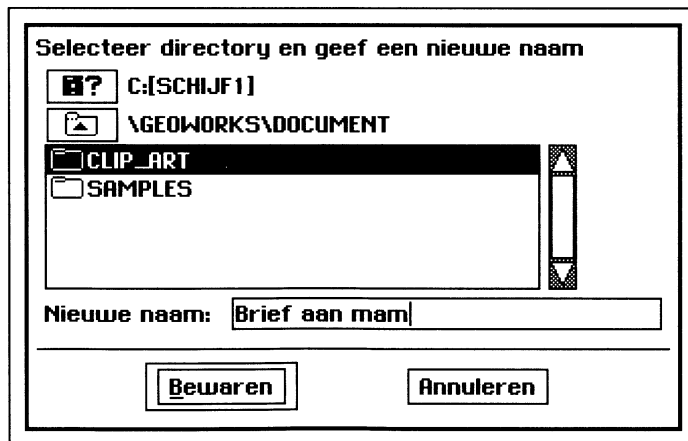 Selecteer directory en geef een nieuwe naam
? C:[SCHIJF1]
\GEOWORKS\DOCUMENT
CLIP_ART
SAMPLES
Nieuwe naam: Brief aan mam
Bewaren Annuleren